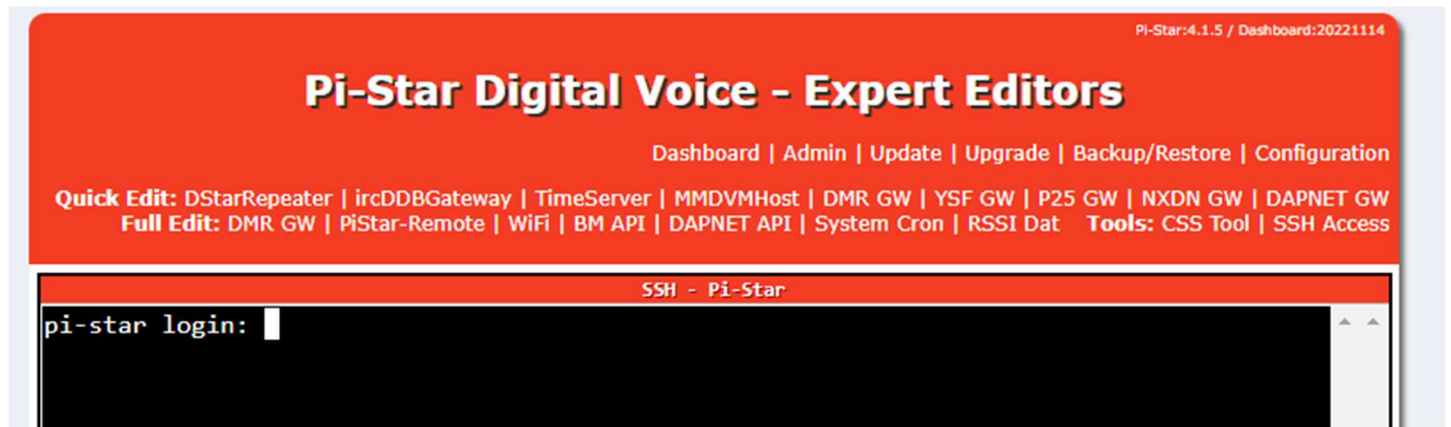 Pi-Star:4.1.5 / Dashboard:20221114
Pi-Star Digital Voice - Expert Editors
Dashboard | Admin | Update | Upgrade | Backup/Restore | Configuration
Quick Edit: DStarRepeater | ircDDBGateway | TimeServer | MMDVMHost | DMR GW | YSF GW | P25 GW | NXDN GW | DAPNET GW
Full Edit: DMR GW | PiStar-Remote | WiFi | BM API | DAPNET API | System Cron | RSSI Dat Tools: CSS Tool | SSH Access
SSH - Pi-Star
pi-star login: